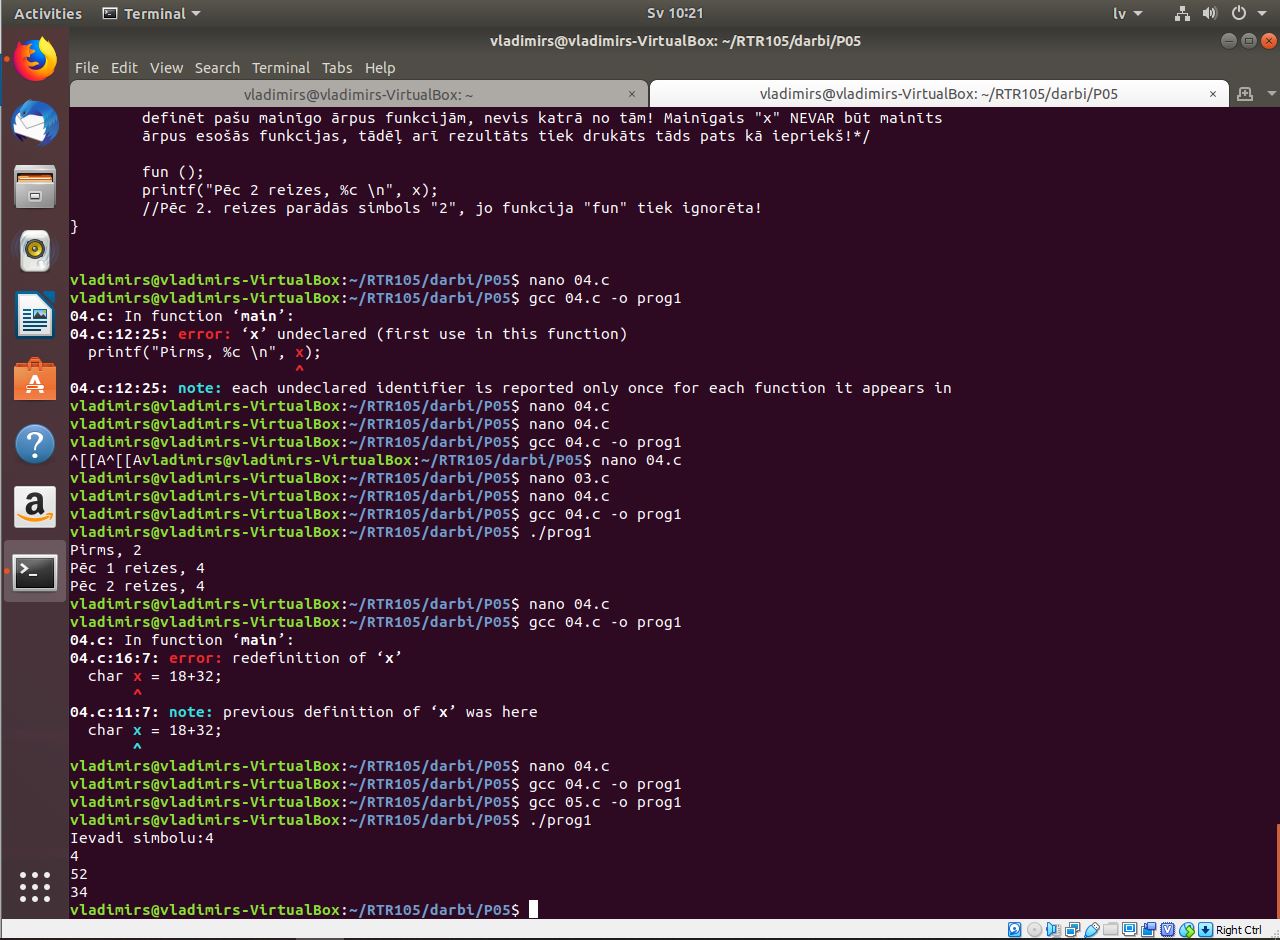 Activities Terminal Sv 10:21 lv
vladimirs@vladimirs-VirtualBox: ~/RTR105/darbi/P05
File Edit View Search Terminal Tabs Help
vladimirs@vladimirs-VirtualBox: ~ × vladimirs@vladimirs-VirtualBox: ~/RTR105/darbi/P05 ×
definēt pašu mainīgo ārpus funkcijām, nevis katrā no tām! Mainīgais "x" NEVAR būt mainīts
ārpus esošās funkcijas, tādēļ arī rezultāts tiek drukāts tāds pats kā iepriekš!*/
fun ();
printf("Pēc 2 reizes, %c \n", x);
//Pēc 2. reizes parādās simbols "2", jo funkcija "fun" tiek ignorēta!
}
vladimirs@vladimirs-VirtualBox:~/RTR105/darbi/P05$ nano 04.c
vladimirs@vladimirs-VirtualBox:~/RTR105/darbi/P05$ gcc 04.c -o prog1
04.c: In function ‘main’:
04.c:12:25: error: ‘x’ undeclared (first use in this function)
printf("Pirms, %c \n", x);
^
04.c:12:25: note: each undeclared identifier is reported only once for each function it appears in
vladimirs@vladimirs-VirtualBox:~/RTR105/darbi/P05$ nano 04.c
vladimirs@vladimirs-VirtualBox:~/RTR105/darbi/P05$ nano 04.c
vladimirs@vladimirs-VirtualBox:~/RTR105/darbi/P05$ gcc 04.c -o prog1
^[[A^[[Avladimirs@vladimirs-VirtualBox:~/RTR105/darbi/P05$ nano 04.c
vladimirs@vladimirs-VirtualBox:~/RTR105/darbi/P05$ nano 03.c
vladimirs@vladimirs-VirtualBox:~/RTR105/darbi/P05$ nano 04.c
vladimirs@vladimirs-VirtualBox:~/RTR105/darbi/P05$ gcc 04.c -o prog1
vladimirs@vladimirs-VirtualBox:~/RTR105/darbi/P05$ ./prog1
Pirms, 2
Pēc 1 reizes, 4
Pēc 2 reizes, 4
vladimirs@vladimirs-VirtualBox:~/RTR105/darbi/P05$ nano 04.c
vladimirs@vladimirs-VirtualBox:~/RTR105/darbi/P05$ gcc 04.c -o prog1
04.c: In function ‘main’:
04.c:16:7: error: redefinition of ‘x’
char x = 18+32;
^
04.c:11:7: note: previous definition of ‘x’ was here
char x = 18+32;
^
vladimirs@vladimirs-VirtualBox:~/RTR105/darbi/P05$ nano 04.c
vladimirs@vladimirs-VirtualBox:~/RTR105/darbi/P05$ gcc 04.c -o prog1
vladimirs@vladimirs-VirtualBox:~/RTR105/darbi/P05$ gcc 05.c -o prog1
vladimirs@vladimirs-VirtualBox:~/RTR105/darbi/P05$ ./prog1
Ievadi simbolu:4
4
52
34
vladimirs@vladimirs-VirtualBox:~/RTR105/darbi/P05$
Right Ctrl